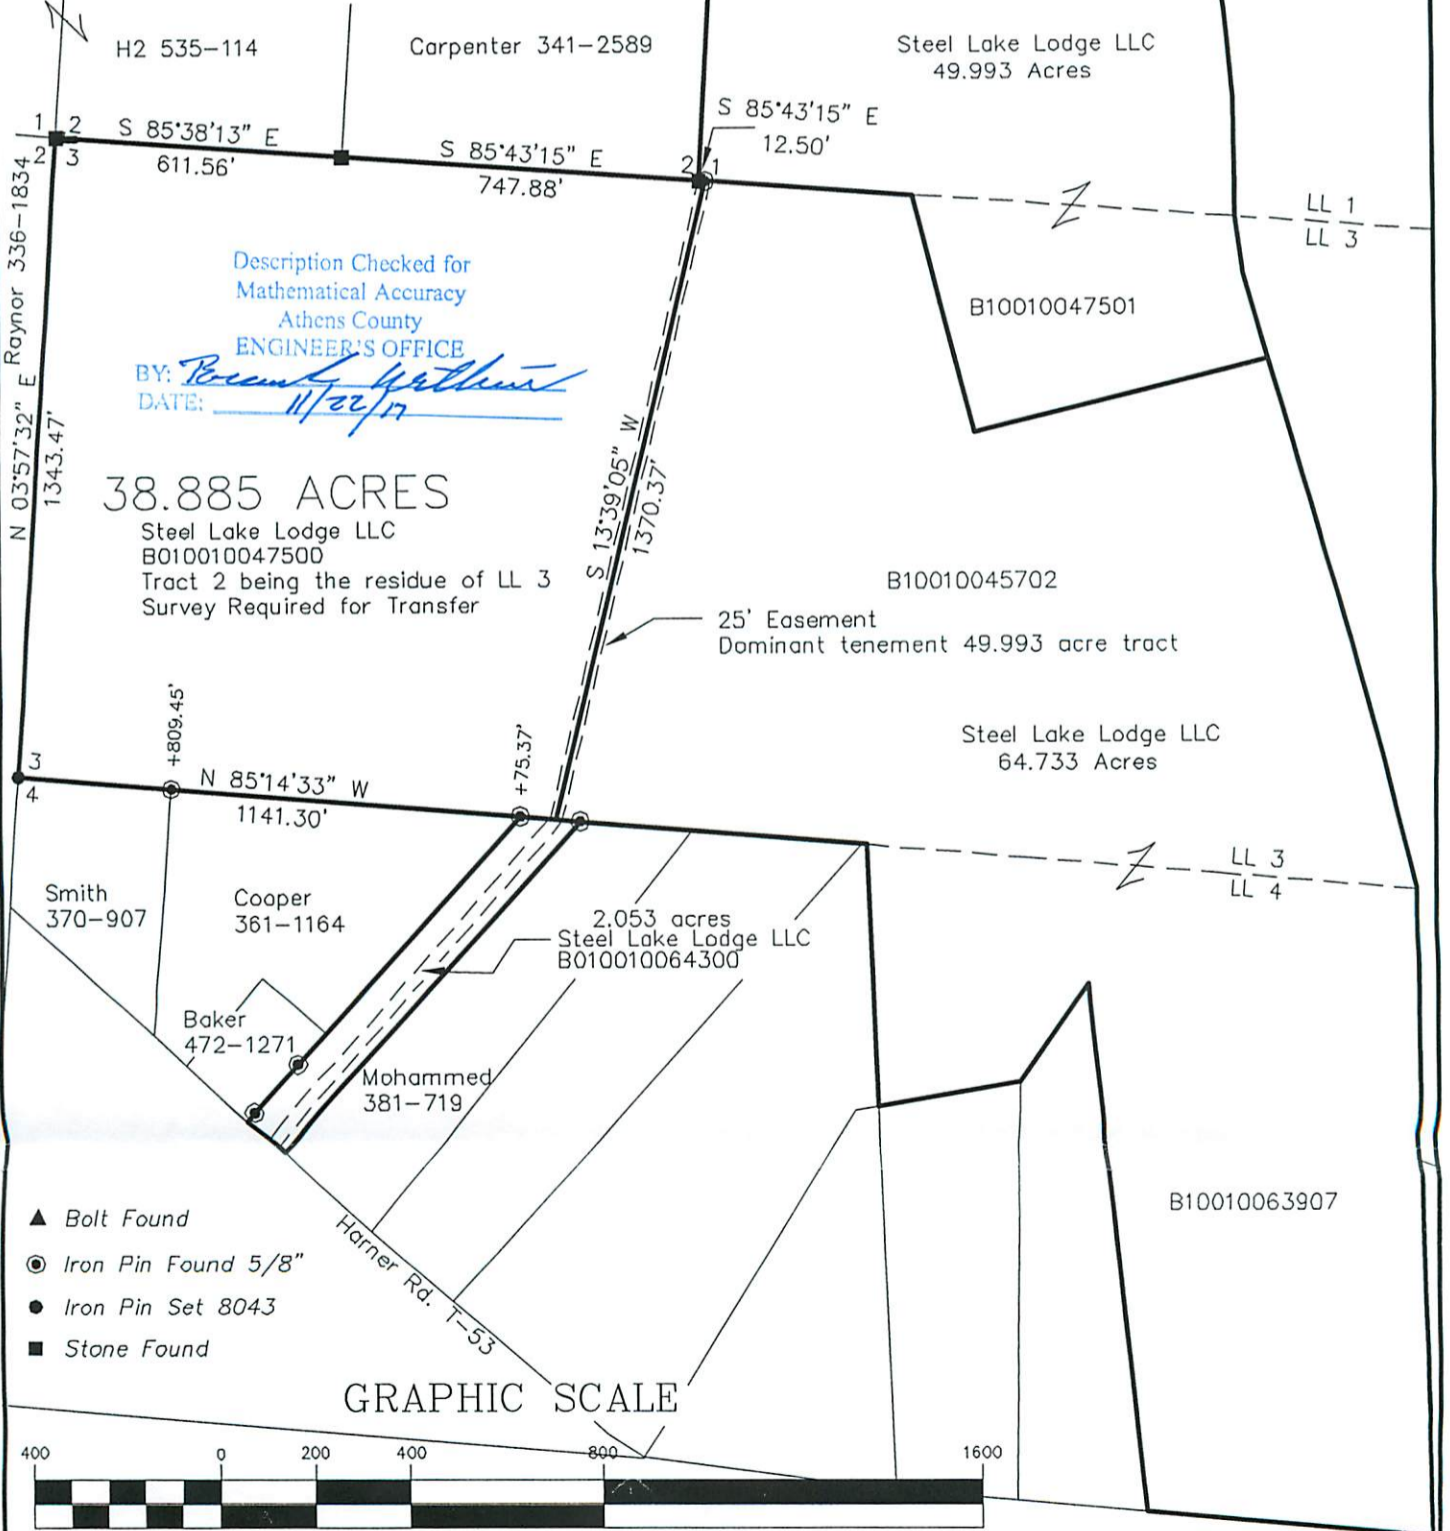 H2 535-114
Carpenter 341-2589
Steel Lake Lodge LLC
49.993 Acres
S 85°43'15" E
12.50'
1 2
2 3
S 85°38'13" E
611.56'
S 85°43'15" E
747.88'
2 1
LL 1
LL 3
Raynor 336-1834
N 03°57'32" E
1343.47'
Description Checked for
Mathematical Accuracy
Athens County
ENGINEER'S OFFICE
BY:
DATE: 11/22/17
B10010047501
38.885 ACRES
Steel Lake Lodge LLC
B010010047500
Tract 2 being the residue of LL 3
Survey Required for Transfer
S 13°39'05" W
1370.37'
B10010045702
25' Easement
Dominant tenement 49.993 acre tract
Steel Lake Lodge LLC
64.733 Acres
+809.45'
+75.37'
3
4
N 85°14'33" W
1141.30'
LL 3
LL 4
Smith
370-907
Cooper
361-1164
2.053 acres
Steel Lake Lodge LLC
B010010064300
Baker
472-1271
Mohammed
381-719
B10010063907
Harner Rd. T-53
Bolt Found
Iron Pin Found 5/8"
Iron Pin Set 8043
Stone Found
GRAPHIC SCALE
400 0 200 400 800 1600